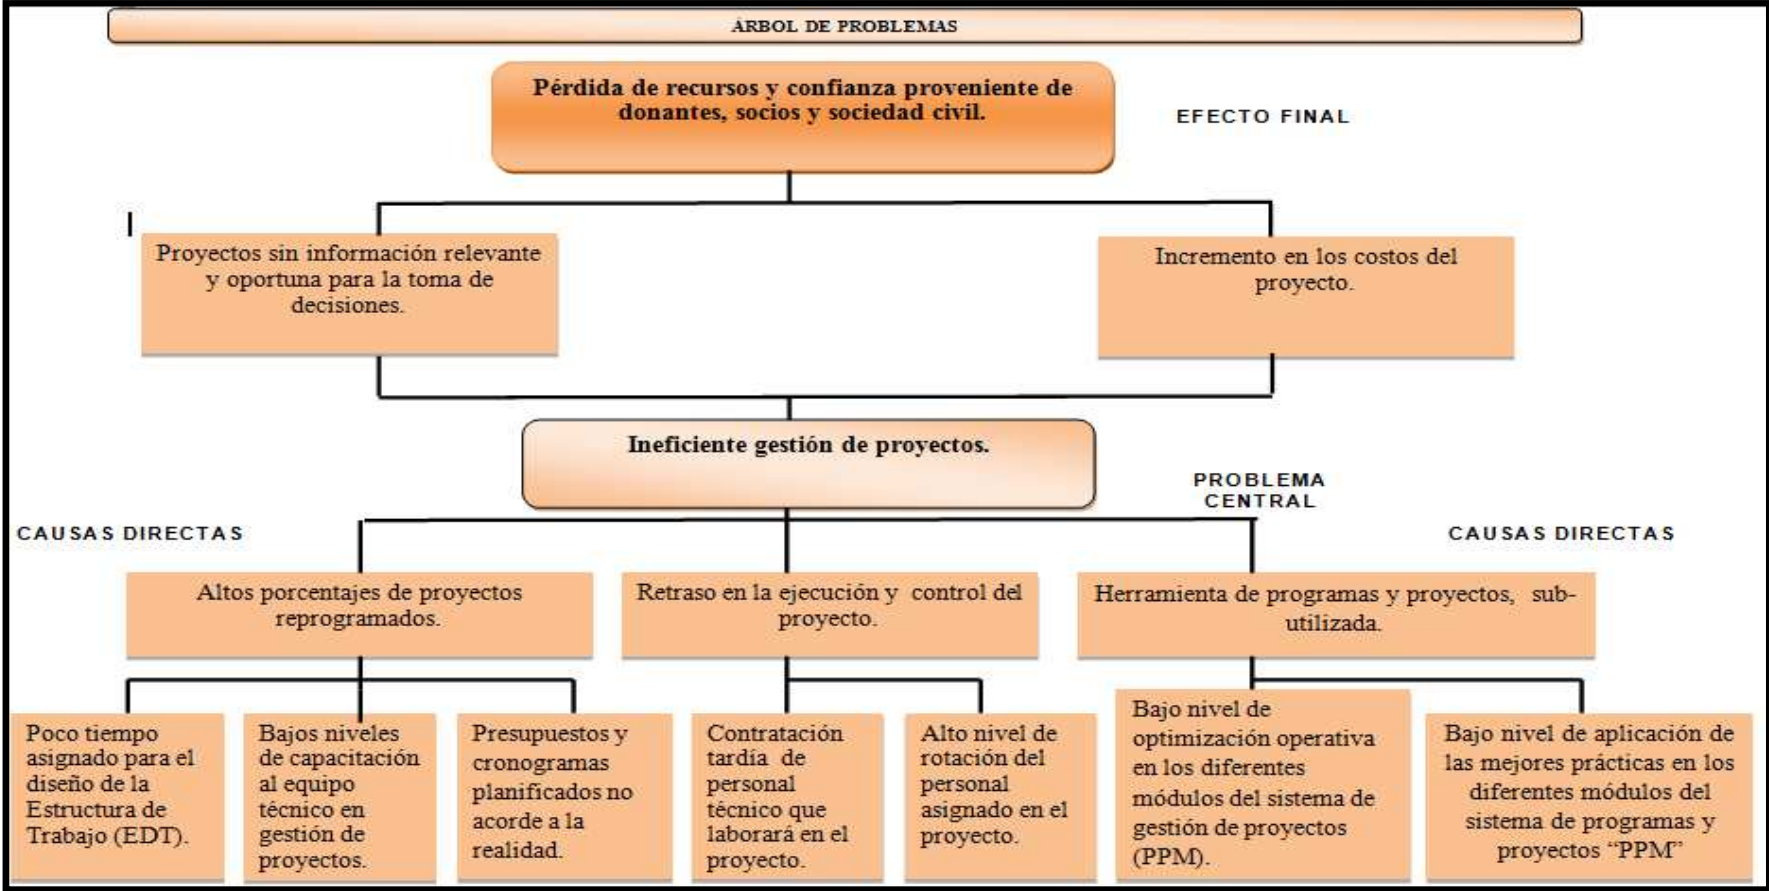 ÁRBOL DE PROBLEMAS
Pérdida de recursos y confianza proveniente de
donantes, socios y sociedad civil.
EFECTO FINAL
Proyectos sin información relevante
y oportuna para la toma de
decisiones.
Incremento en los costos del
proyecto.
Ineficiente gestión de proyectos.
PROBLEMA
CENTRAL
CAUSAS DIRECTAS
CAUSAS DIRECTAS
Altos porcentajes de proyectos
reprogramados.
Retraso en la ejecución y control del
proyecto.
Herramienta de programas y proyectos, sub-
utilizada.
Poco tiempo
asignado para el
diseño de la
Estructura de
Trabajo (EDT).
Bajos niveles
de capacitación
al equipo
técnico en
gestión de
proyectos.
Presupuestos y
cronogramas
planificados no
acorde a la
realidad.
Contratación
tardía de
personal
técnico que
laborará en el
proyecto.
Alto nivel de
rotación del
personal
asignado en el
proyecto.
Bajo nivel de
optimización operativa
en los diferentes
módulos del sistema de
gestión de proyectos
(PPM).
Bajo nivel de aplicación de
las mejores prácticas en los
diferentes módulos del
sistema de programas y
proyectos “PPM”